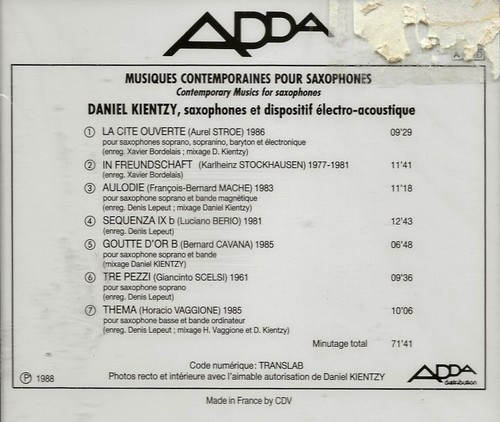 ADDA
MUSIQUES CONTEMPORAINES POUR SAXOPHONES
Contemporary Musics for saxophones
DANIEL KIENTZY, saxophones et dispositif électro-acoustique
1 LA CITE OUVERTE (Aurel STROE) 1986 09'29
pour saxophones soprano, sopranino, baryton et électronique
(enreg. Xavier Bordelais ; mixage D. Kientzy)
2 IN FREUNDSCHAFT (Karlheinz STOCKHAUSEN) 1977-1981 11'41
(enreg. Xavier Bordelais)
3 AULODIE (François-Bernard MACHE) 1983 11'18
pour saxophone soprano et bande magnétique
(enreg. Denis Lepeut ; mixage Daniel Kientzy)
4 SEQUENZA IX b (Luciano BERIO) 1981 12'43
(enreg. Denis Lepeut)
5 GOUTTE D'OR B (Bernard CAVANA) 1985 06'48
pour saxophone soprano et bande
(mixage Daniel KIENTZY)
6 TRE PEZZI (Giancinto SCELSI) 1961 09'36
pour saxophone soprano
(enreg. Denis Lepeut)
7 THEMA (Horacio VAGGIONE) 1985 10'06
pour saxophone basse et bande ordinateur
(enreg. Denis Lepeut ; mixage H. Vaggione et D. Kientzy)
Minutage total 71'41
Code numérique : TRANSLAB
Photos recto et intérieure avec l'aimable autorisation de Daniel KIENTZY
℗ 1988
ADDA
distribution
Made in France by CDV